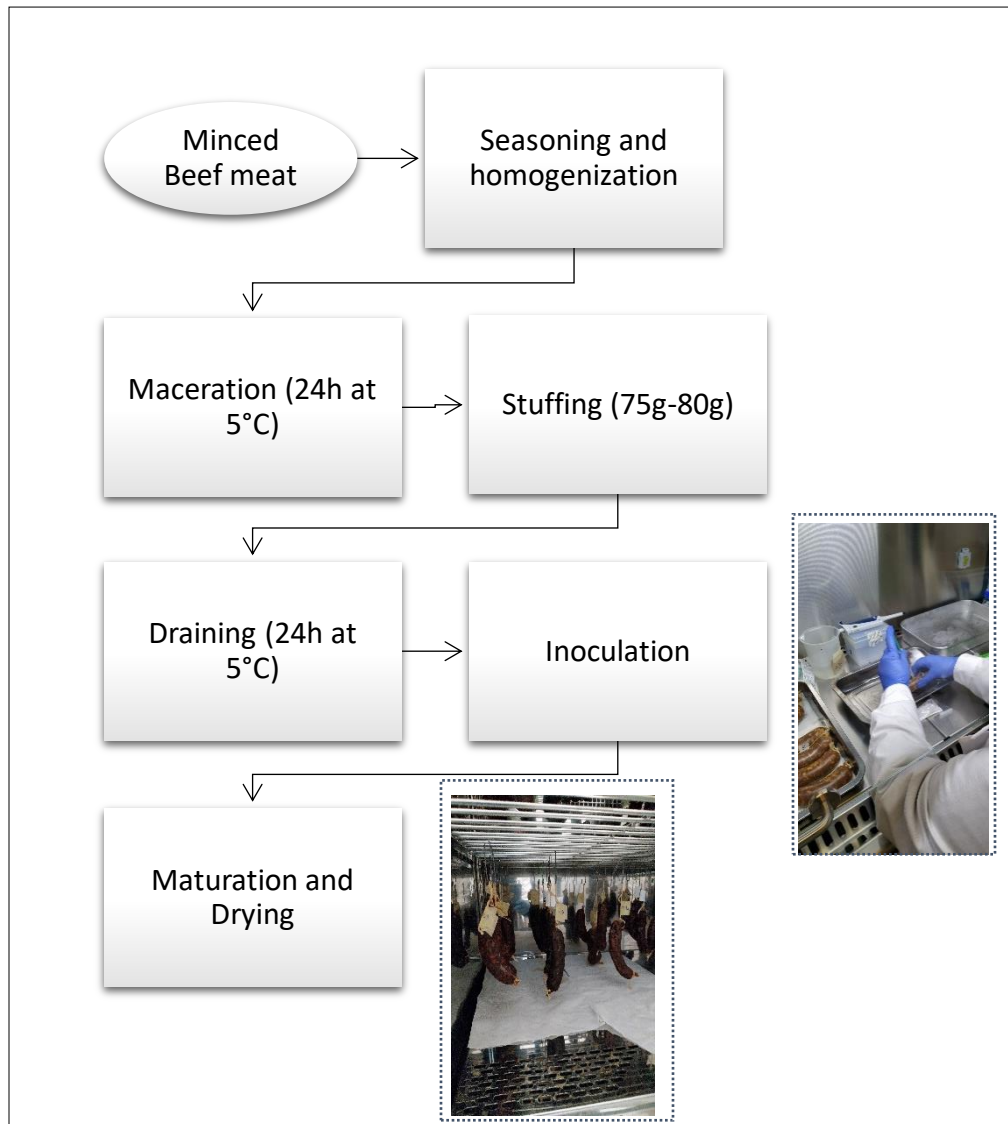 Minced
Beef meat
Seasoning and
homogenization
Maceration (24h at
5°C)
Stuffing (75g-80g)
Draining (24h at
5°C)
Inoculation
Maturation and
Drying